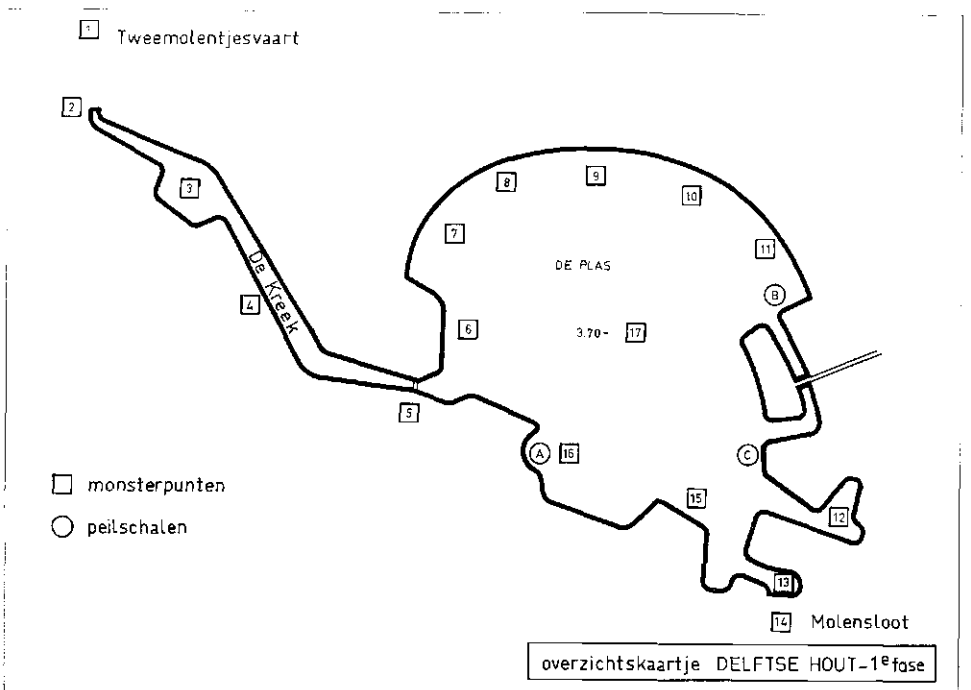 1 Tweemolentjesvaart
2
3
8
9
10
7
11
DE PLAS
B
De Kreek
4
6
3.70-
17
5
A
16
C
monsterpunten
15
12
peilschalen
13
14 Molensloot
overzichtskaartje DELFTSE HOUT-1e fase